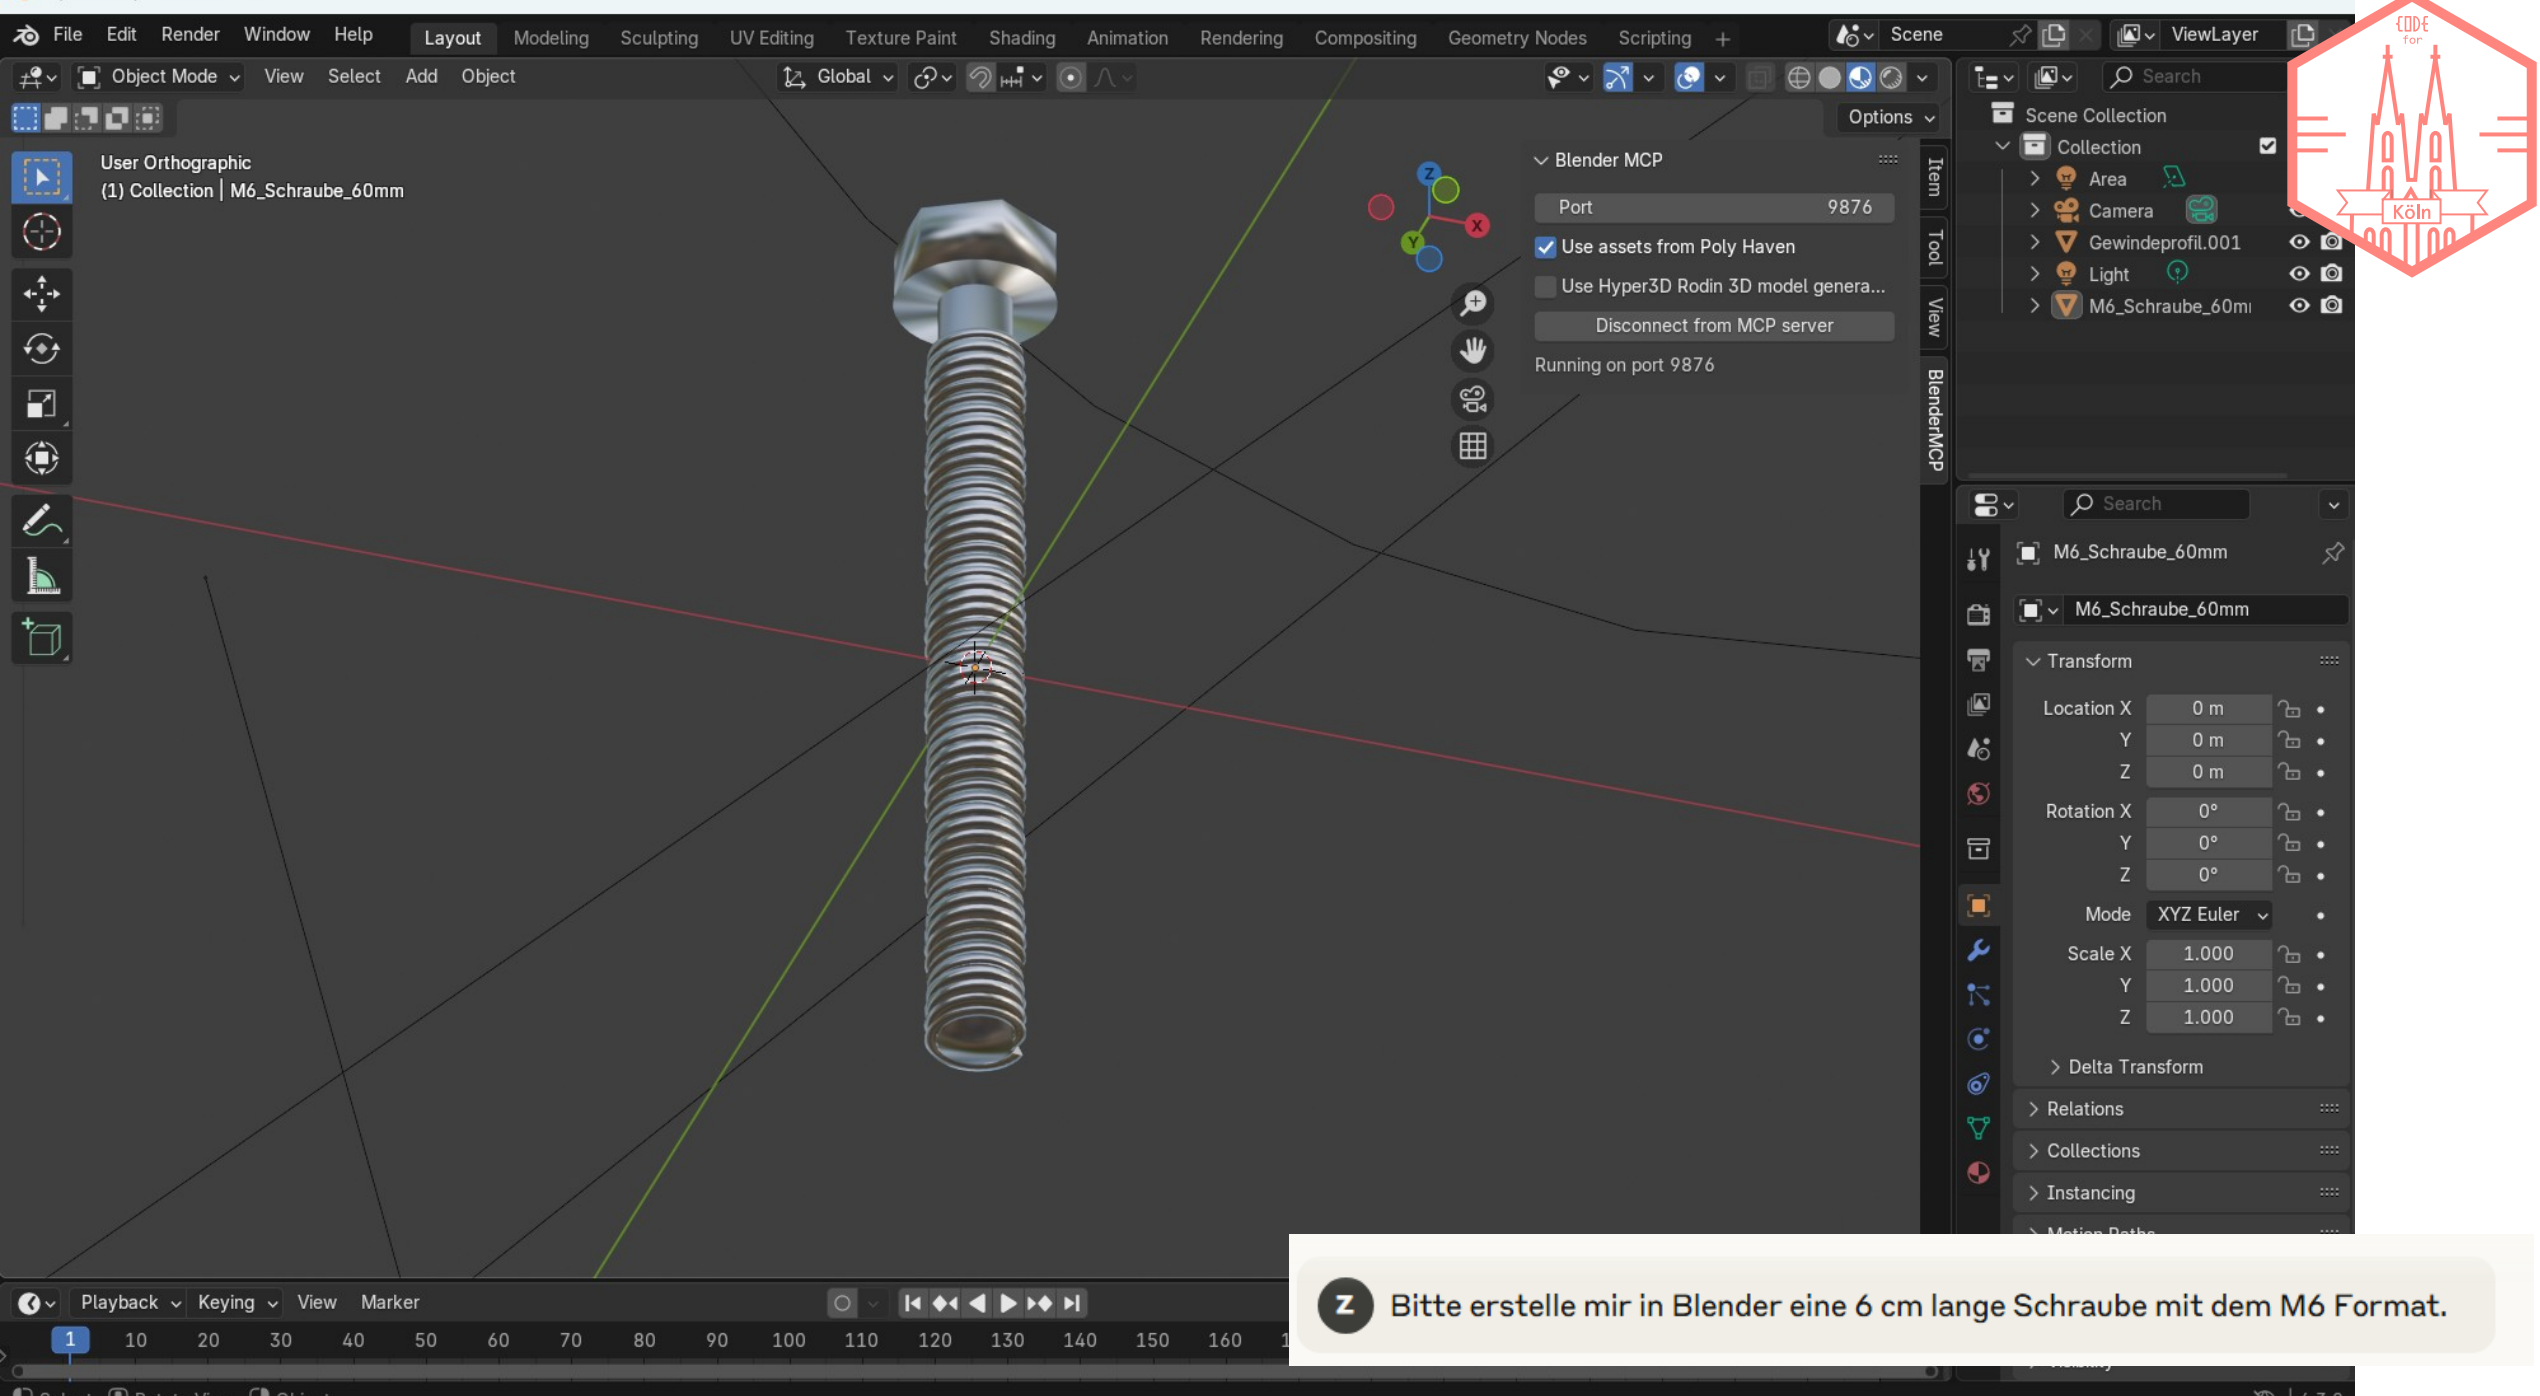 File Edit Render Window Help Layout Modeling Sculpting UV Editing Texture Paint Shading Animation Rendering Compositing Geometry Nodes Scripting + Scene ViewLayer
Object Mode View Select Add Object Global Search
Options
User Orthographic
(1) Collection | M6_Schraube_60mm
Z
X
Y
Blender MCP
Port 9876
Use assets from Poly Haven
Use Hyper3D Rodin 3D model genera...
Disconnect from MCP server
Running on port 9876
Item
Tool
View
BlenderMCP
Scene Collection
Collection
Area
Camera
Gewindeprofil.001
Light
M6_Schraube_60m
CODE
for
Köln
Search
M6_Schraube_60mm
M6_Schraube_60mm
Transform
Location X 0 m
Y 0 m
Z 0 m
Rotation X 0°
Y 0°
Z 0°
Mode XYZ Euler
Scale X 1.000
Y 1.000
Z 1.000
Delta Transform
Relations
Collections
Instancing
Motion Paths
Z Bitte erstelle mir in Blender eine 6 cm lange Schraube mit dem M6 Format.
Playback Keying View Marker
1 10 20 30 40 50 60 70 80 90 100 110 120 130 140 150 160